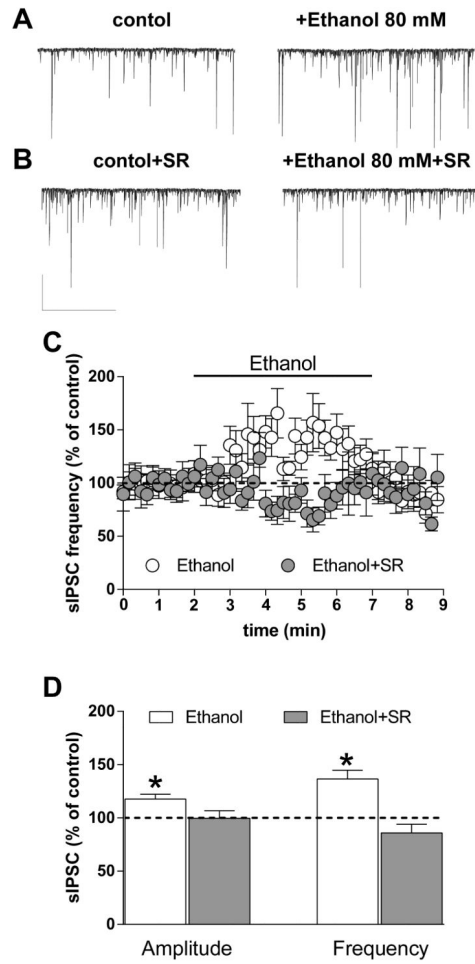 A
contol
+Ethanol 80 mM
B
contol+SR
+Ethanol 80 mM+SR
C
Ethanol
sIPSC frequency (% of control)
200
150
100
50
0
Ethanol
Ethanol+SR
0 1 2 3 4 5 6 7 8 9
time (min)
D
sIPSC (% of control)
200
150
100
50
0
Ethanol
Ethanol+SR
*
*
Amplitude
Frequency